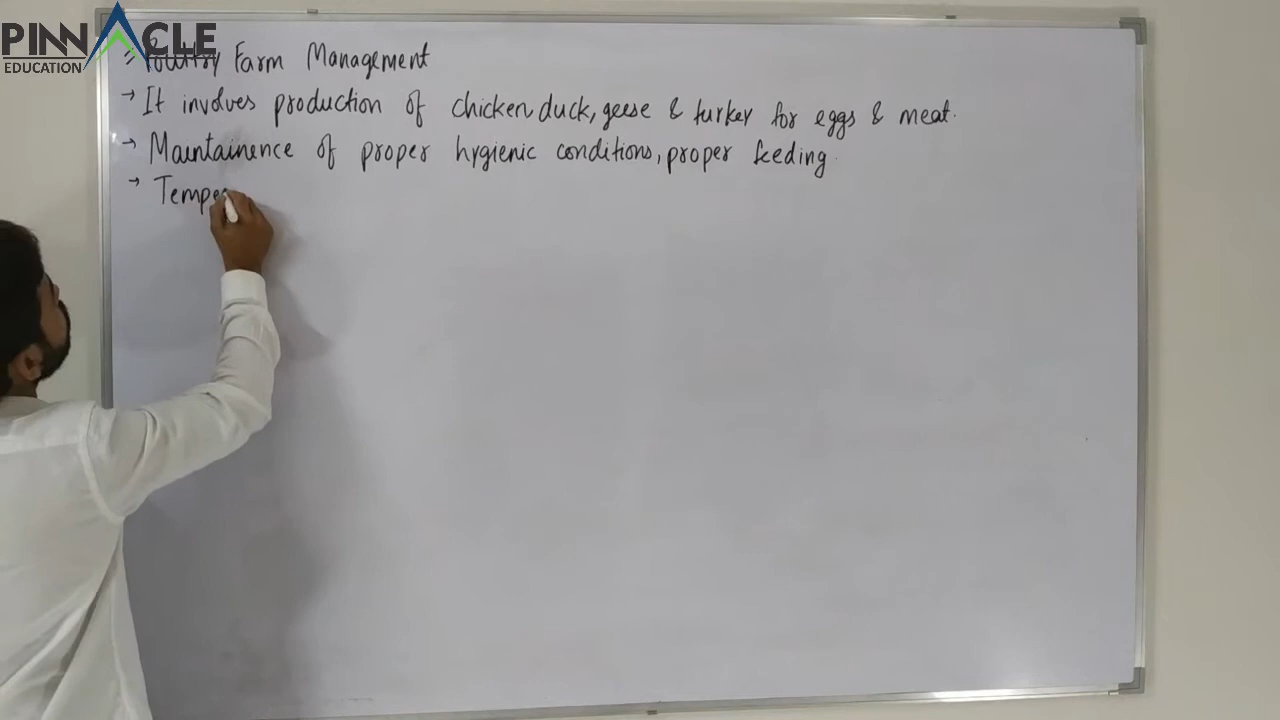 PINNACLE
EDUCATION
Poultry Farm Management
→ It involves production of chicken, duck, geese & turkey for eggs & meat.
→ Maintainence of proper hygienic conditions, proper feeding.
→ Tempe